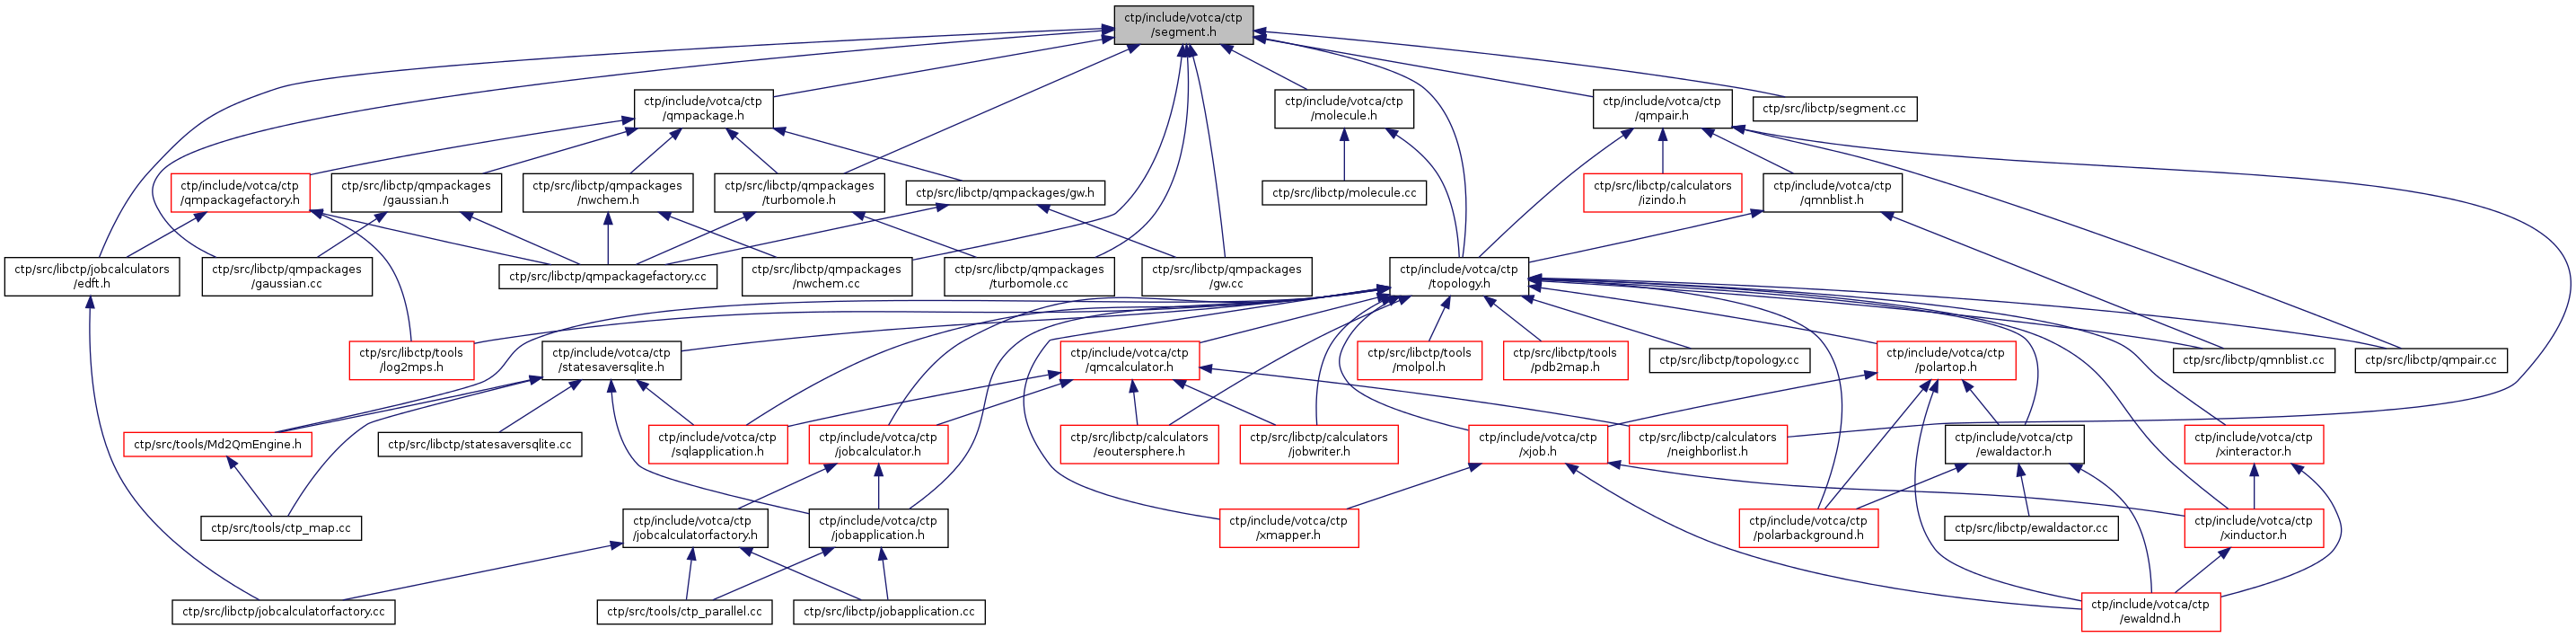 ctp/include/votca/ctp
/segment.h
ctp/include/votca/ctp
/qmpackage.h
ctp/include/votca/ctp
/molecule.h
ctp/include/votca/ctp
/qmpair.h
ctp/src/libctp/segment.cc
ctp/include/votca/ctp
/qmpackagefactory.h
ctp/src/libctp/qmpackages
/gaussian.h
ctp/src/libctp/qmpackages
/nwchem.h
ctp/src/libctp/qmpackages
/turbomole.h
ctp/src/libctp/qmpackages/gw.h
ctp/src/libctp/molecule.cc
ctp/src/libctp/calculators
/izindo.h
ctp/include/votca/ctp
/qmnblist.h
ctp/src/libctp/jobcalculators
/edft.h
ctp/src/libctp/qmpackages
/gaussian.cc
ctp/src/libctp/qmpackagefactory.cc
ctp/src/libctp/qmpackages
/nwchem.cc
ctp/src/libctp/qmpackages
/turbomole.cc
ctp/src/libctp/qmpackages
/gw.cc
ctp/include/votca/ctp
/topology.h
ctp/src/libctp/tools
/log2mps.h
ctp/include/votca/ctp
/statesaversqlite.h
ctp/include/votca/ctp
/qmcalculator.h
ctp/src/libctp/tools
/molpol.h
ctp/src/libctp/tools
/pdb2map.h
ctp/src/libctp/topology.cc
ctp/include/votca/ctp
/polartop.h
ctp/src/libctp/qmnblist.cc
ctp/src/libctp/qmpair.cc
ctp/src/tools/Md2QmEngine.h
ctp/src/libctp/statesaversqlite.cc
ctp/include/votca/ctp
/sqlapplication.h
ctp/include/votca/ctp
/jobcalculator.h
ctp/src/libctp/calculators
/eoutersphere.h
ctp/src/libctp/calculators
/jobwriter.h
ctp/include/votca/ctp
/xjob.h
ctp/src/libctp/calculators
/neighborlist.h
ctp/include/votca/ctp
/ewaldactor.h
ctp/include/votca/ctp
/xinteractor.h
ctp/src/tools/ctp_map.cc
ctp/include/votca/ctp
/jobcalculatorfactory.h
ctp/include/votca/ctp
/jobapplication.h
ctp/include/votca/ctp
/xmapper.h
ctp/include/votca/ctp
/polarbackground.h
ctp/src/libctp/ewaldactor.cc
ctp/include/votca/ctp
/xinductor.h
ctp/src/libctp/jobcalculatorfactory.cc
ctp/src/tools/ctp_parallel.cc
ctp/src/libctp/jobapplication.cc
ctp/include/votca/ctp
/ewaldnd.h